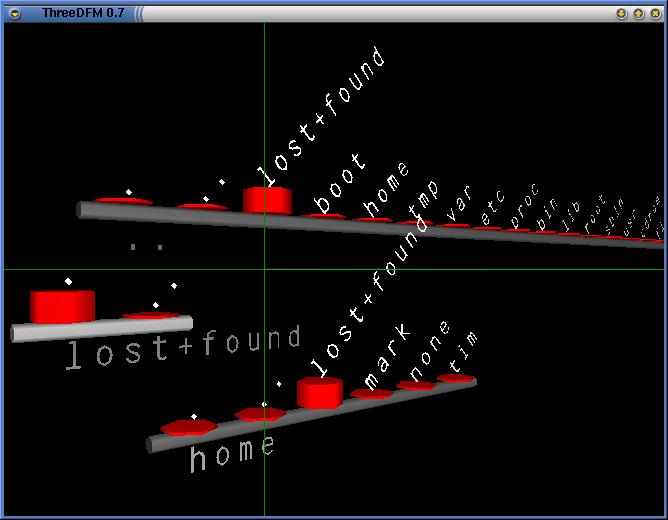 ThreeDFM 0.7
.
..
lost+found
boot
home
tmp
var
etc
proc
bin
lib
root
sbin
usr
..
.
..
lost+found
.
..
lost+found
mark
none
tim
home